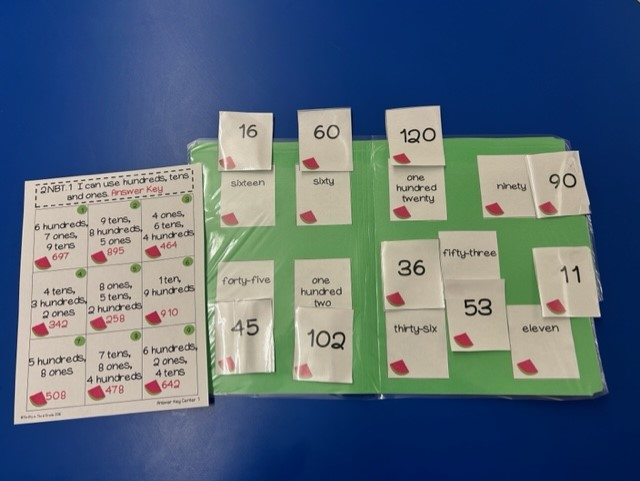 2.NBT.1 I can use hundreds, tens
and ones. Answer Key
1
6 hundreds,
7 ones,
9 tens
697
2
9 tens,
8 hundreds,
5 ones
895
3
4 ones,
6 tens,
4 hundreds
464
4
4 tens,
3 hundreds,
2 ones
342
5
8 ones,
5 tens,
2 hundreds
258
6
1 ten,
9 hundreds
910
7
5 hundreds,
8 ones
508
8
7 tens,
8 ones,
4 hundreds
478
9
6 hundreds,
2 ones,
4 tens
642
Answer Key Center 1
16
sixteen
60
sixty
120
one
hundred
twenty
ninety
90
forty-five
45
one
hundred
two
102
36
thirty-six
fifty-three
53
11
eleven